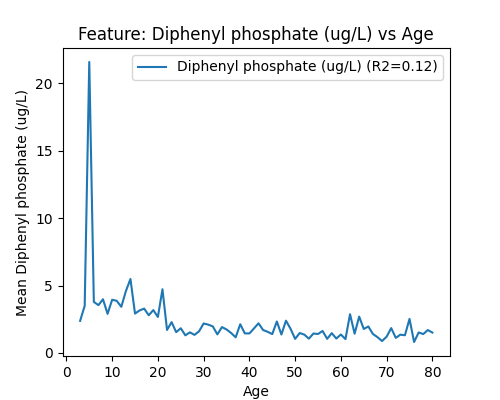 Feature: Diphenyl phosphate (ug/L) vs Age
Diphenyl phosphate (ug/L) (R2=0.12)
Mean Diphenyl phosphate (ug/L)
20
15
10
5
0
0 10 20 30 40 50 60 70 80
Age